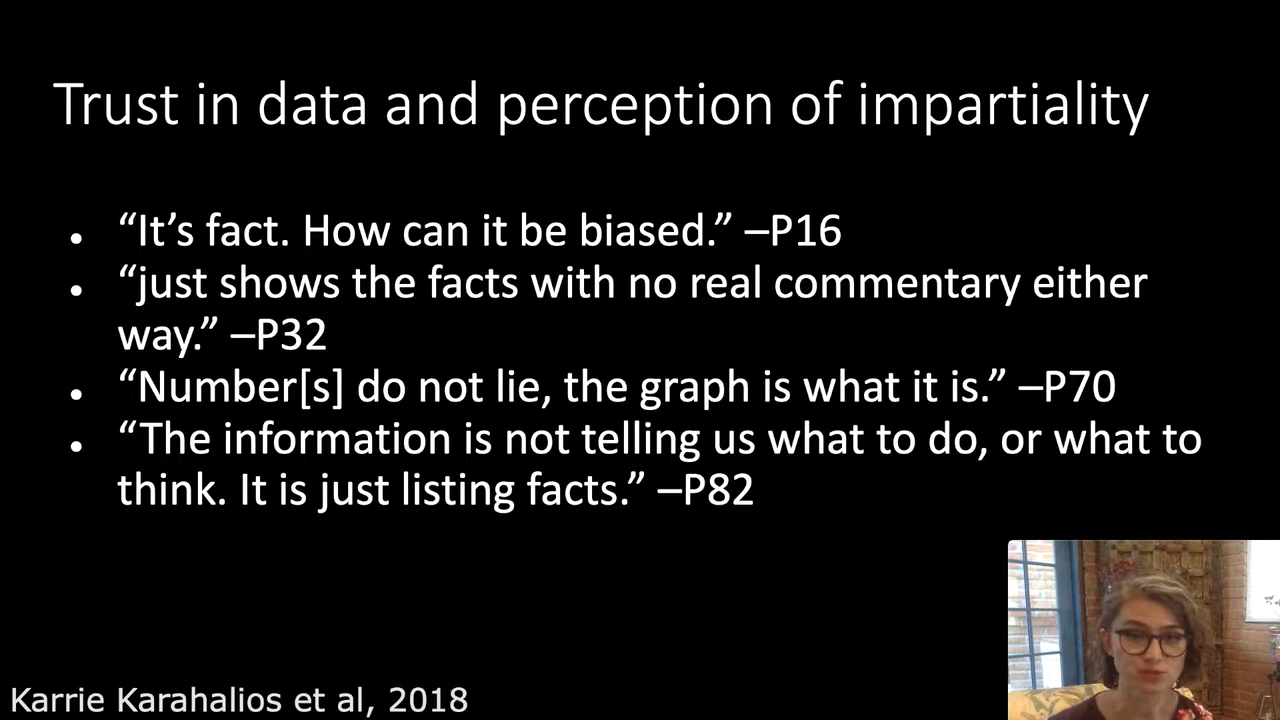 Trust in data and perception of impartiality
• “It’s fact. How can it be biased.” –P16
• “just shows the facts with no real commentary either
way.” –P32
• “Number[s] do not lie, the graph is what it is.” –P70
• “The information is not telling us what to do, or what to
think. It is just listing facts.” –P82
Karrie Karahalios et al, 2018